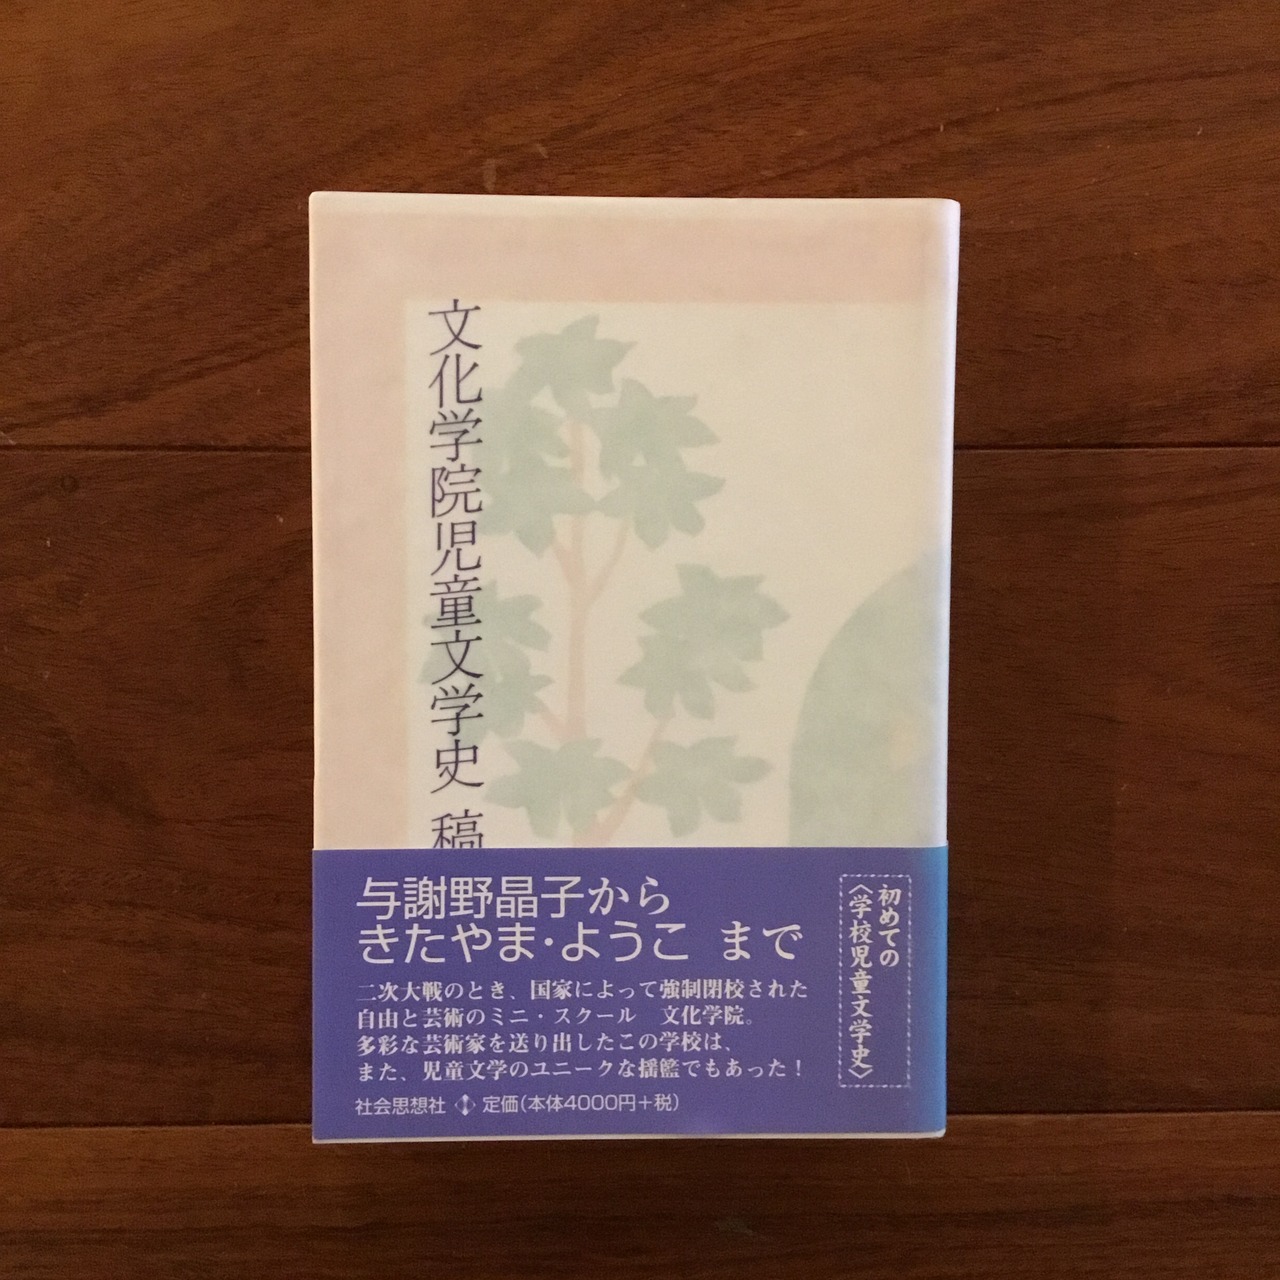 文化学院児童文学史 稿
与謝野晶子から
きたやま・ようこ まで
二次大戦のとき、国家によって強制閉校された
自由と芸術のミニ・スクール 文化学院。
多彩な芸術家を送り出したこの学校は、
また、児童文学のユニークな揺籃でもあった！
社会思想社 定価(本体4000円+税)
初めての
〈学校児童文学史〉